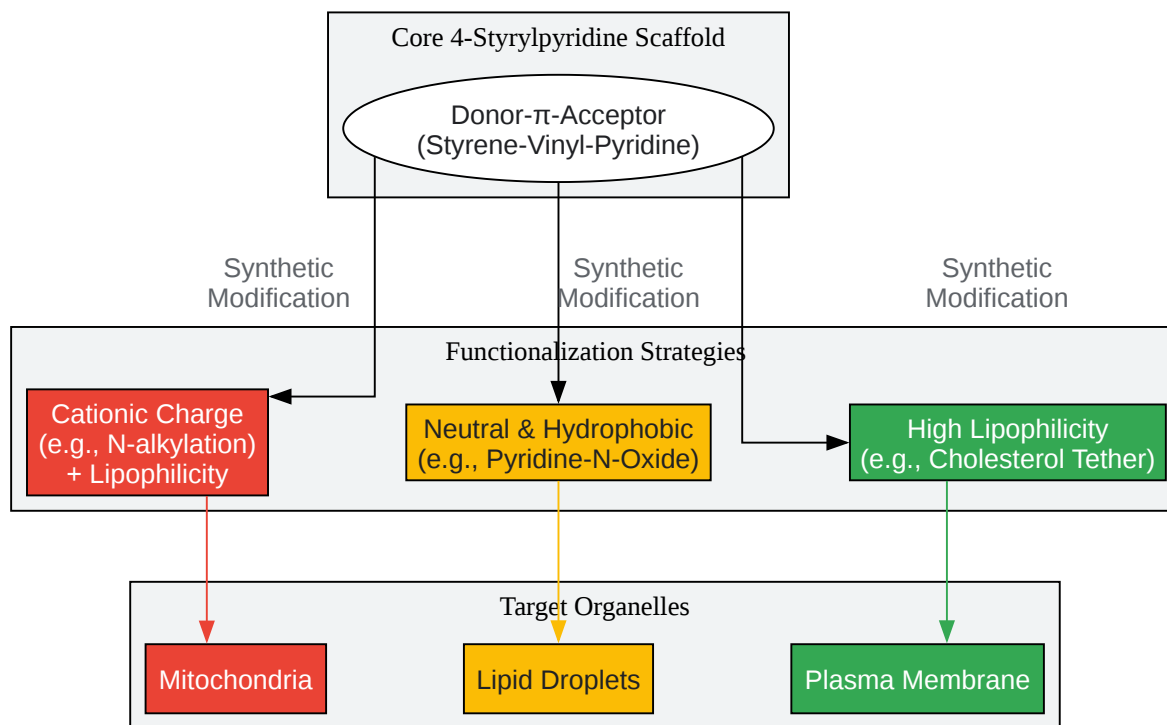 Core 4-Styrylpyridine Scaffold
Donor-π-Acceptor
(Styrene-Vinyl-Pyridine)
Synthetic
Modification
Synthetic
Modification
Synthetic
Modification
Functionalization Strategies
Cationic Charge
(e.g., N-alkylation)
+ Lipophilicity
Neutral & Hydrophobic
(e.g., Pyridine-N-Oxide)
High Lipophilicity
(e.g., Cholesterol Tether)
Target Organelles
Mitochondria
Lipid Droplets
Plasma Membrane